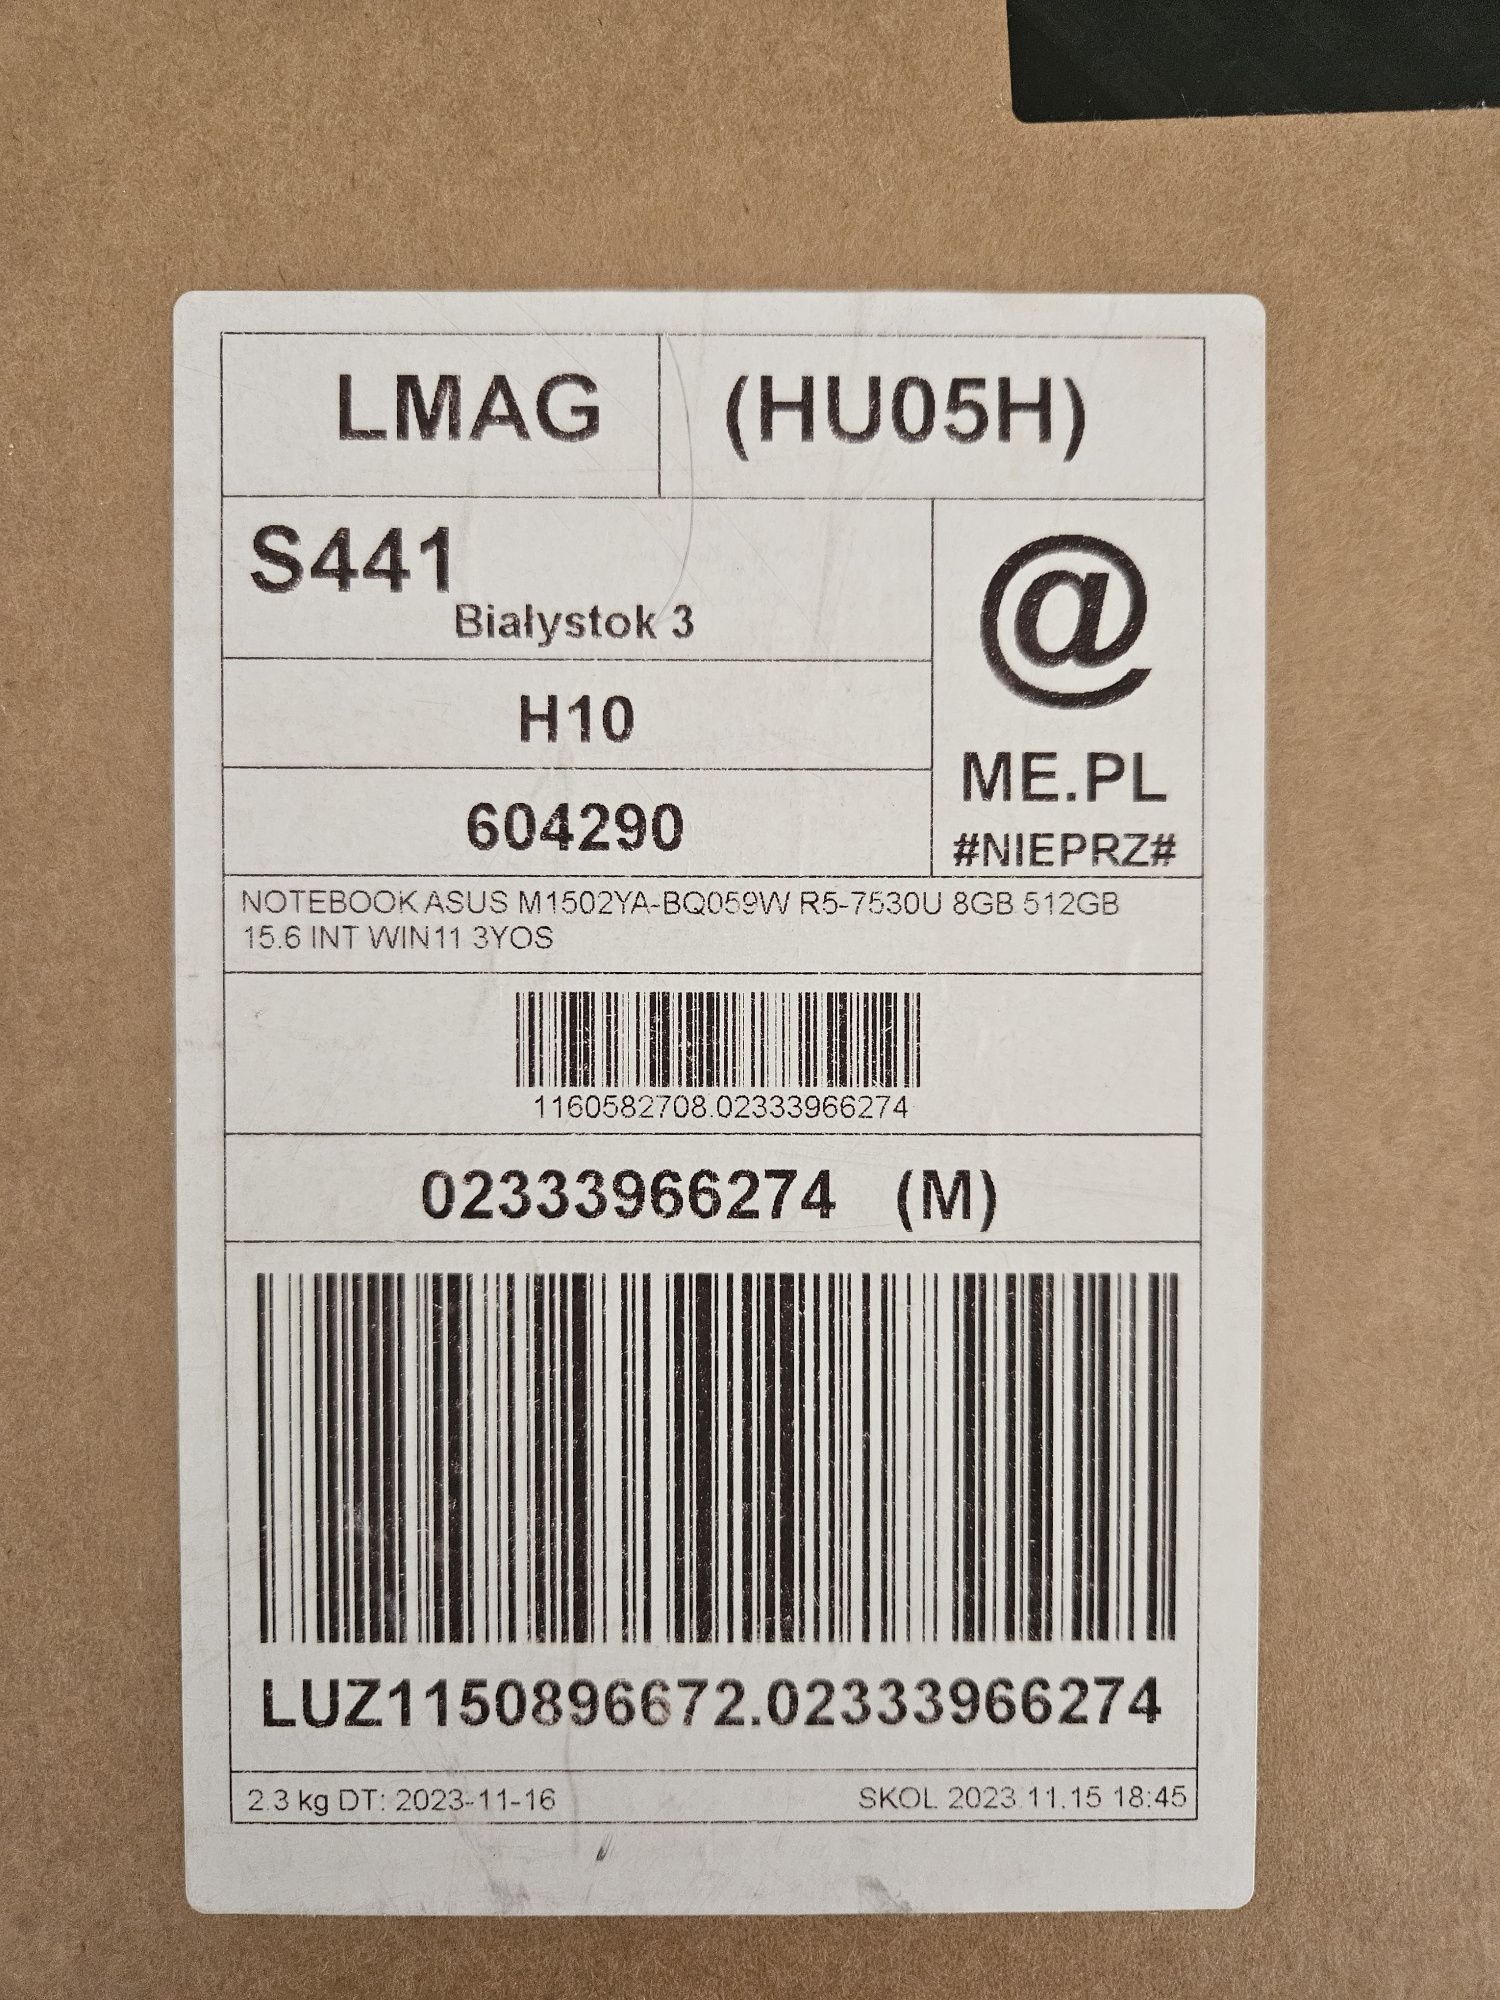 LMAG (HU05H)
S441
Białystok 3
@
H10
ME.PL
604290
#NIEPRZ#
NOTEBOOK ASUS M1502YA-BQ059W R5-7530U 8GB 512GB
15.6 INT WIN11 3YOS
1160582708.02333966274
02333966274 (M)
LUZ1150896672.02333966274
2.3 kg DT: 2023-11-16 SKOL 2023.11.15 18:45